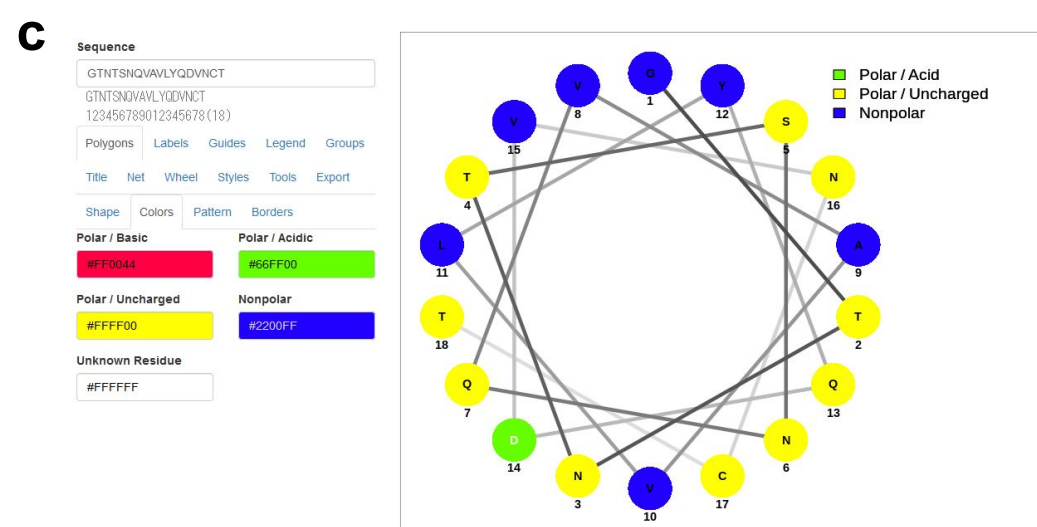 C
Sequence
GTNTSNQVAVLYQDVNCT
GTNTSNQVAVLYQDVNCT
123456789012345678(18)
Polygons Labels Guides Legend Groups
Title Net Wheel Styles Tools Export
Shape Colors Pattern Borders
Polar / Basic Polar / Acidic
#FF0044 #66FF00
Polar / Uncharged Nonpolar
#FFFF00 #2200FF
Unknown Residue
#FFFFFF
Polar / Acid
Polar / Uncharged
Nonpolar
G
1
Y
12
S
5
N
16
A
9
T
2
Q
13
N
6
C
17
V
10
N
3
D
14
Q
7
T
18
L
11
T
4
V
15
V
8